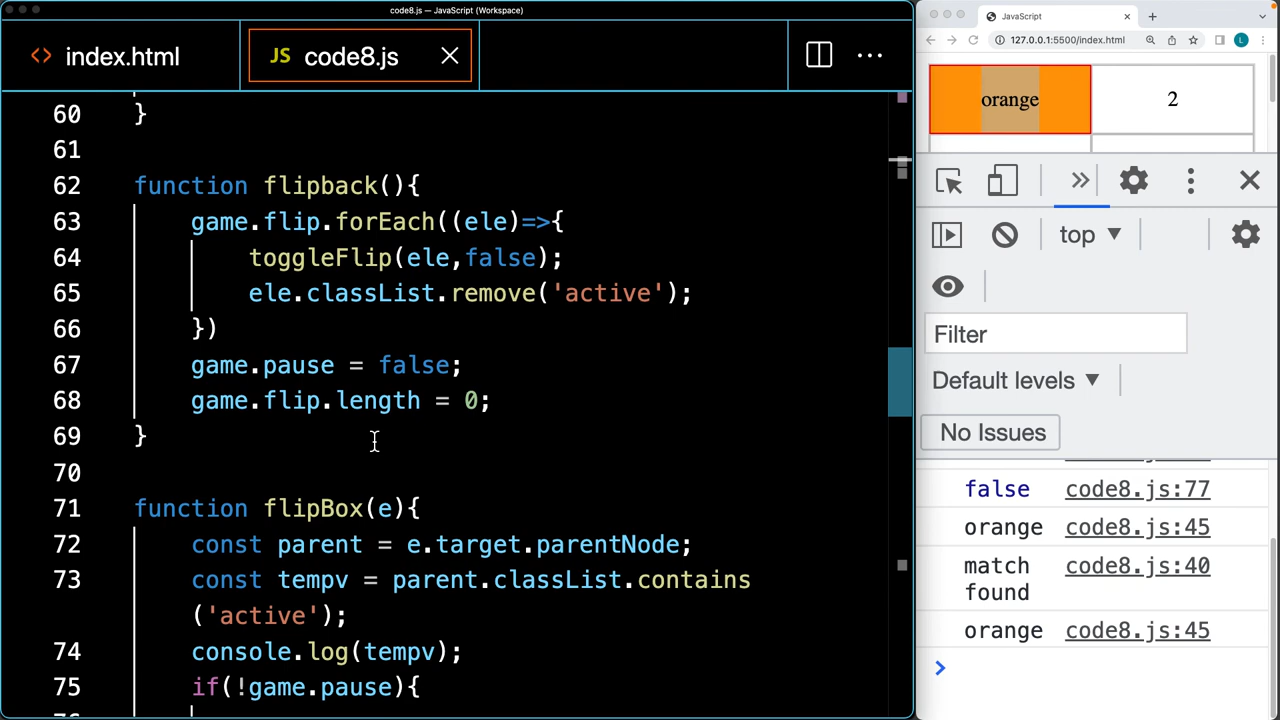 code8.js — JavaScript (Workspace)
index.html
JS code8.js
60 }
61
62 function flipback(){
63 game.flip.forEach((ele)=>{
64 toggleFlip(ele,false);
65 ele.classList.remove('active');
66 })
67 game.pause = false;
68 game.flip.length = 0;
69 }
70
71 function flipBox(e){
72 const parent = e.target.parentNode;
73 const tempv = parent.classList.contains
('active');
74 console.log(tempv);
75 if(!game.pause){
JavaScript
127.0.0.1:5500/index.html
L
orange 2
top
Filter
Default levels
No Issues
false code8.js:77
orange code8.js:45
match code8.js:40
found
orange code8.js:45